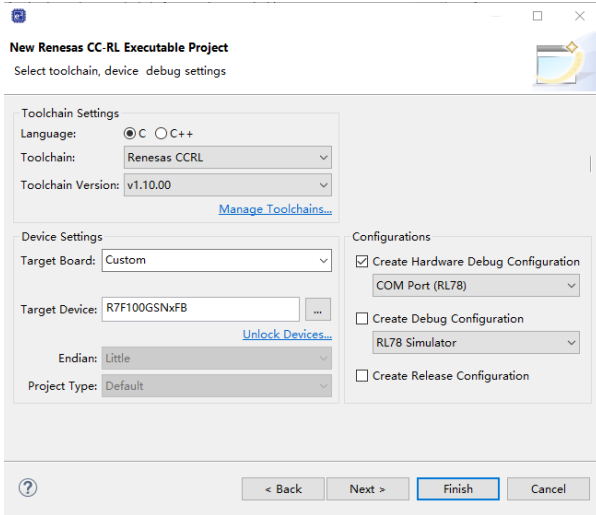 New Renesas CC-RL Executable Project
Select toolchain, device debug settings
Toolchain Settings
Language: C C++
Toolchain: Renesas CCRL
Toolchain Version: v1.10.00
Manage Toolchains...
Device Settings
Target Board: Custom
Target Device: R7F100GSNxFB ...
Unlock Devices...
Endian: Little
Project Type: Default
Configurations
Create Hardware Debug Configuration
COM Port (RL78)
Create Debug Configuration
RL78 Simulator
Create Release Configuration
? < Back Next > Finish Cancel